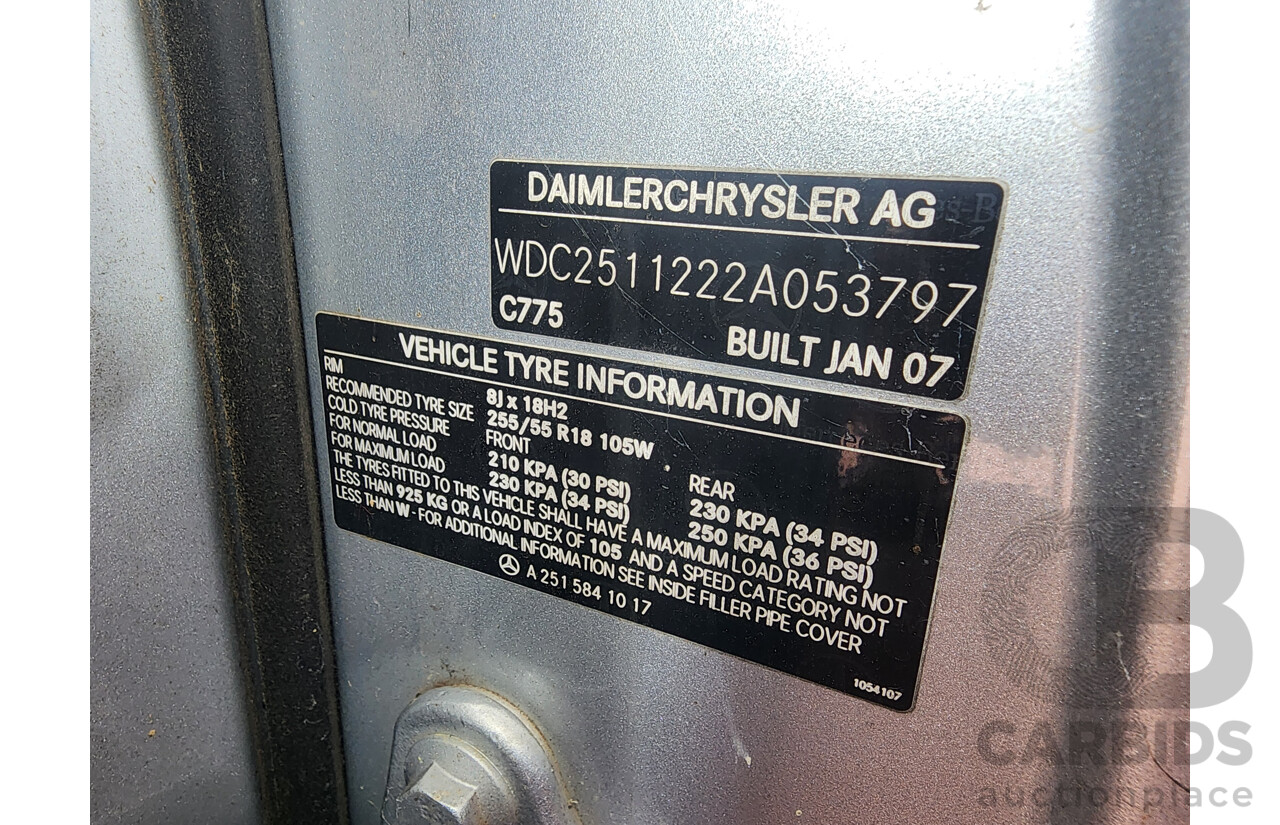 DAIMLERCHRYSLER AG
WDC2511222A053797
C775 BUILT JAN 07
VEHICLE TYRE INFORMATION
RIM 8J x 18H2
RECOMMENDED TYRE SIZE 255/55 R18 105W
COLD TYRE PRESSURE FRONT REAR
FOR NORMAL LOAD 210 KPA (30 PSI) 230 KPA (34 PSI)
FOR MAXIMUM LOAD 230 KPA (34 PSI) 250 KPA (36 PSI)
THE TYRES FITTED TO THIS VEHICLE SHALL HAVE A MAXIMUM LOAD RATING NOT
LESS THAN 925 KG OR A LOAD INDEX OF 105 AND A SPEED CATEGORY NOT
LESS THAN W - FOR ADDITIONAL INFORMATION SEE INSIDE FILLER PIPE COVER
A 251 584 10 17
1054107
CB
CARBIDS
auctionplace